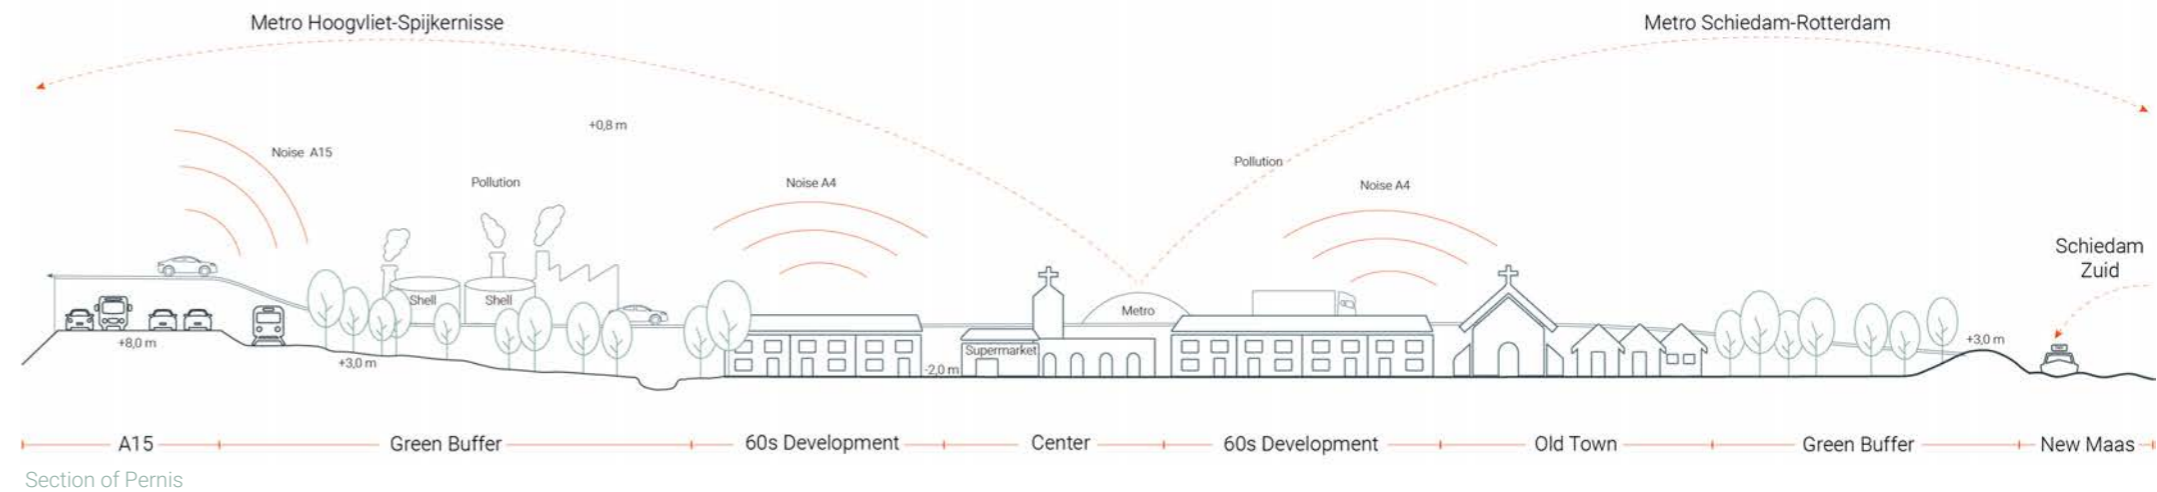 Metro Hoogvliet-Spijkernisse
Metro Schiedam-Rotterdam
+0,8 m
Noise A15
Pollution
Pollution
Noise A4
Noise A4
Schiedam
Zuid
Shell
Shell
Metro
Supermarket
+8,0 m
+3,0 m
-2,0 m
+3,0 m
A15
Green Buffer
60s Development
Center
60s Development
Old Town
Green Buffer
New Maas
Section of Pernis